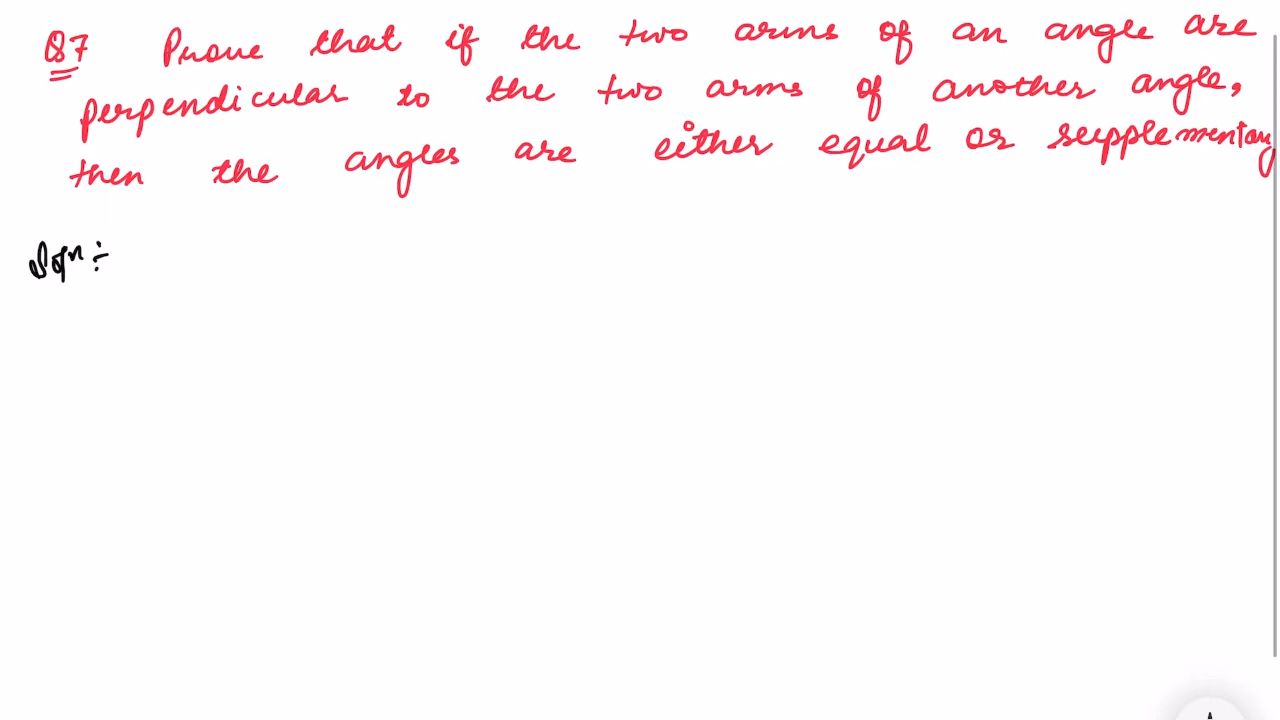 Q7 Prove that if the two arms of an angle are
perpendicular to the two arms of another angle,
then the angles are either equal or supplementary
Solⁿ ÷